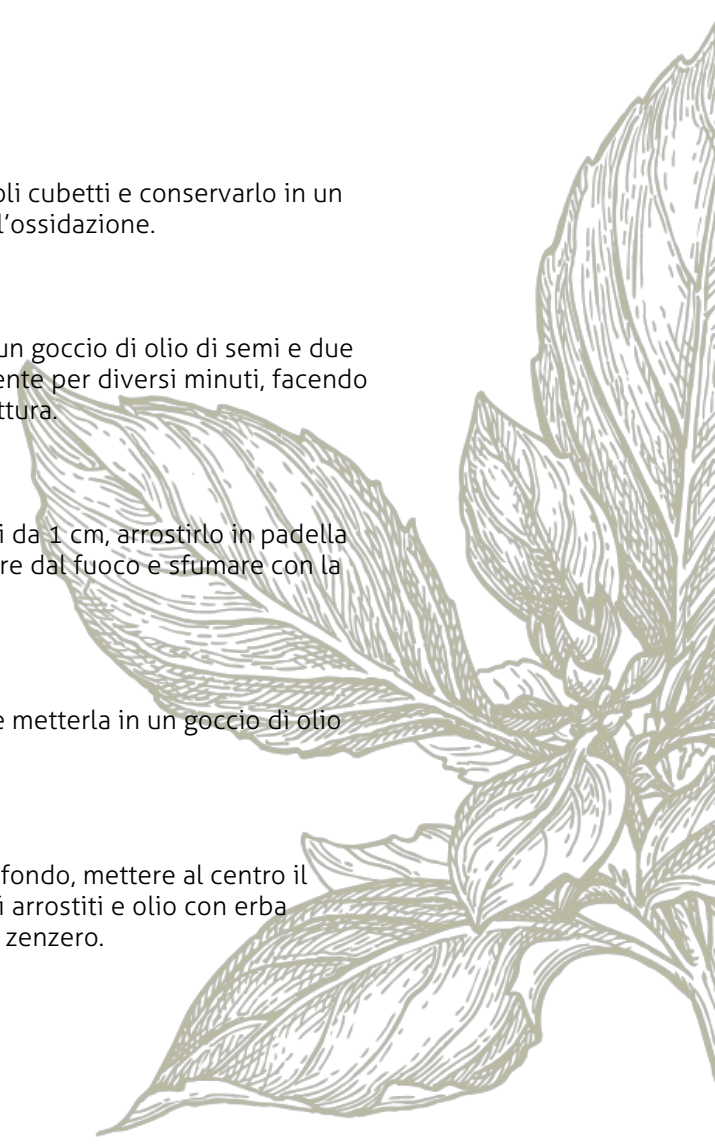 oli cubetti e conservarlo in un
l'ossidazione.
un goccio di olio di semi e due
ente per diversi minuti, facendo
ttura.
i da 1 cm, arrostirlo in padella
re dal fuoco e sfumare con la
e metterla in un goccio di olio
fondo, mettere al centro il
fi arrostiti e olio con erba
zenzero.